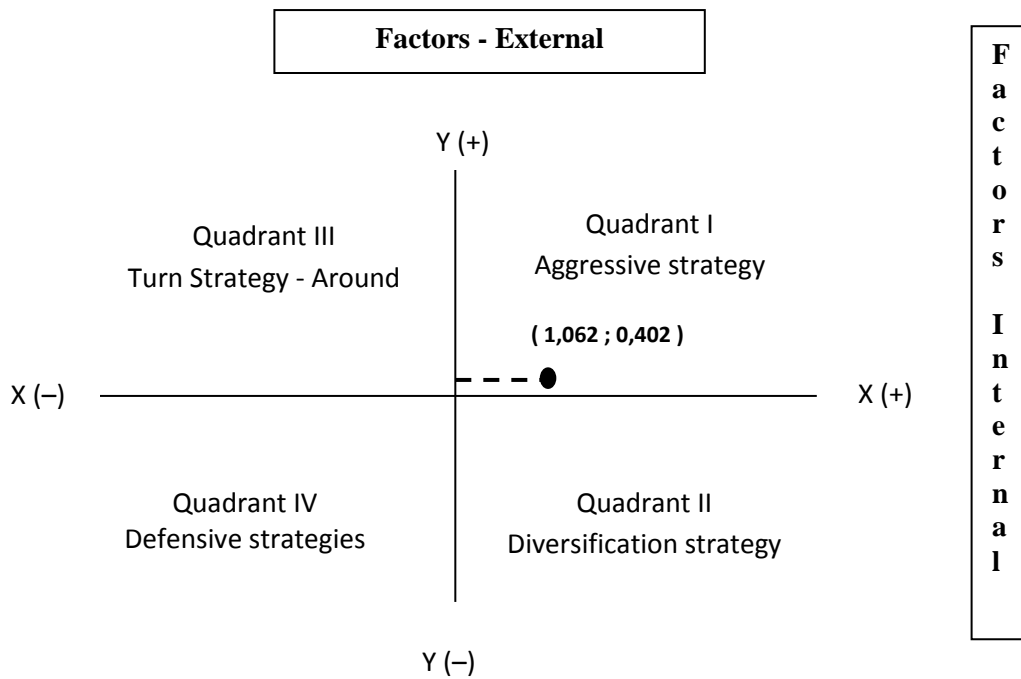 Factors - External
Y (+)
Quadrant III
Turn Strategy - Around
Quadrant I
Aggressive strategy
( 1,062 ; 0,402 )
X (–)
X (+)
Quadrant IV
Defensive strategies
Quadrant II
Diversification strategy
Y (–)
F
a
c
t
o
r
s
I
n
t
e
r
n
a
l